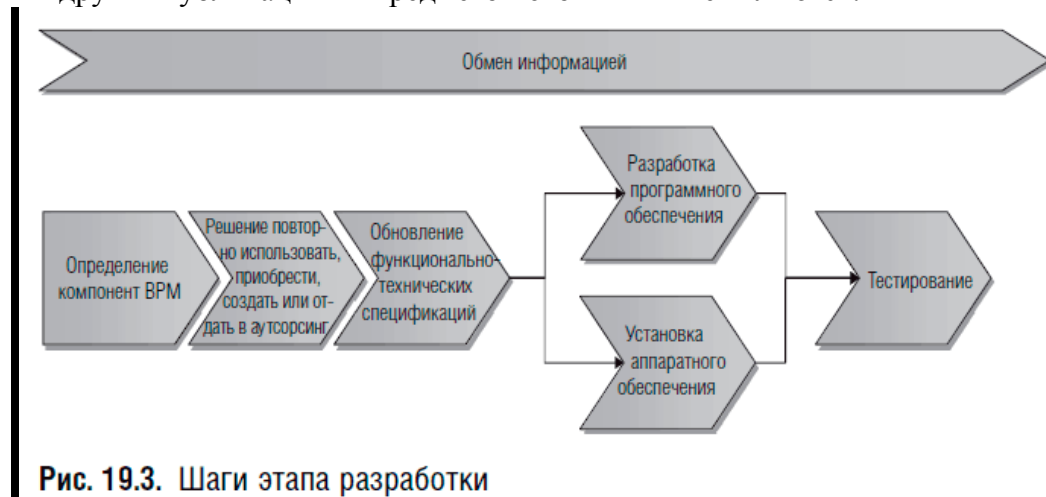 Обмен информацией
Определение
компонент BPM
Решение повтор-
но использовать,
приобрести,
создать или от-
дать в аутсорсинг
Обновление
функционально-
технических
спецификаций
Разработка
программного
обеспечения
Установка
аппаратного
обеспечения
Тестирование
Рис. 19.3. Шаги этапа разработки